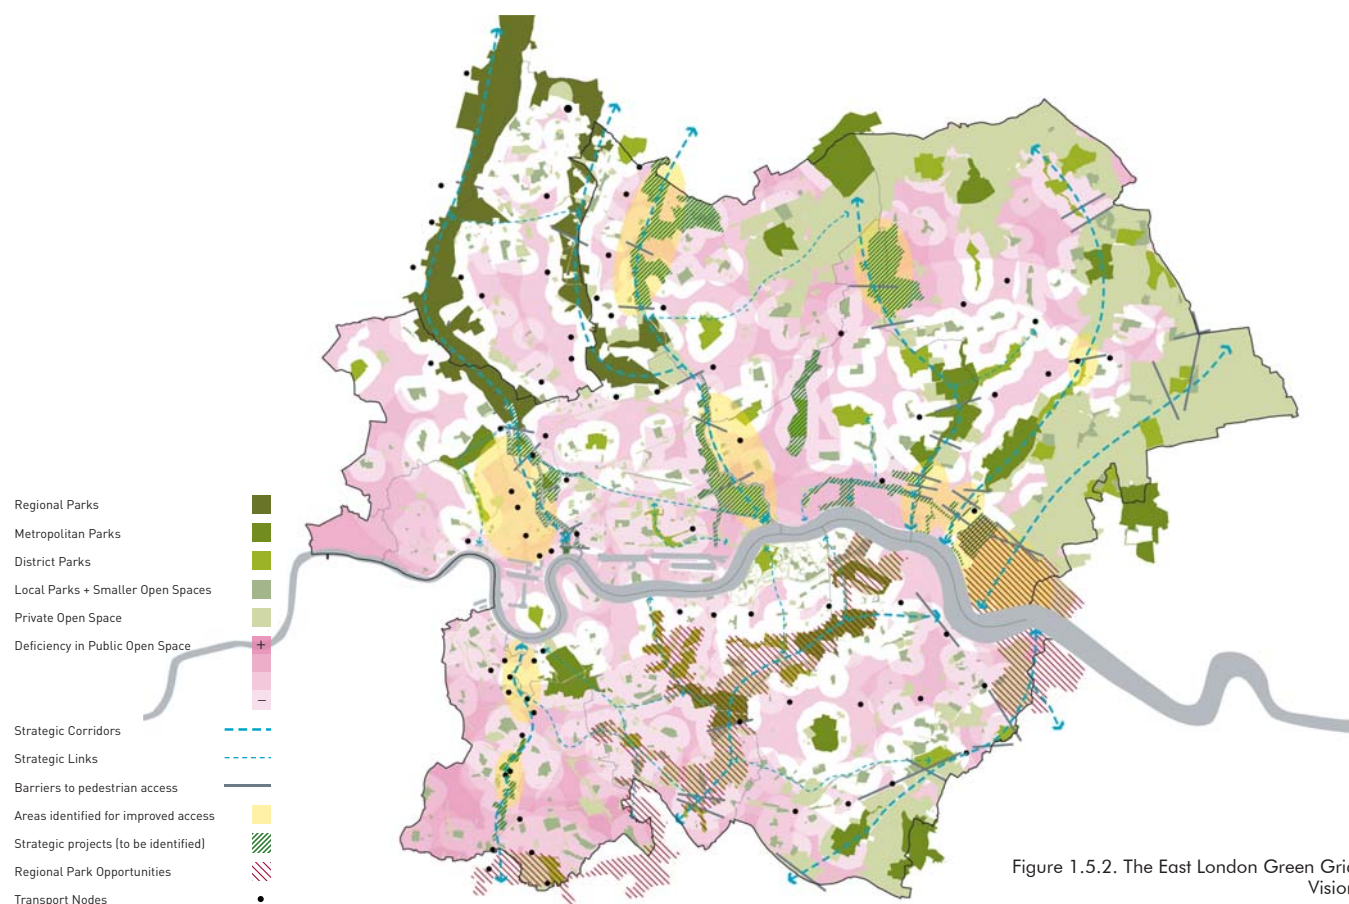 Regional Parks
Metropolitan Parks
District Parks
Local Parks + Smaller Open Spaces
Private Open Space
Deficiency in Public Open Space
+
−
Strategic Corridors
Strategic Links
Barriers to pedestrian access
Areas identified for improved access
Strategic projects (to be identified)
Regional Park Opportunities
Transport Nodes
Figure 1.5.2. The East London Green Grid
Vision